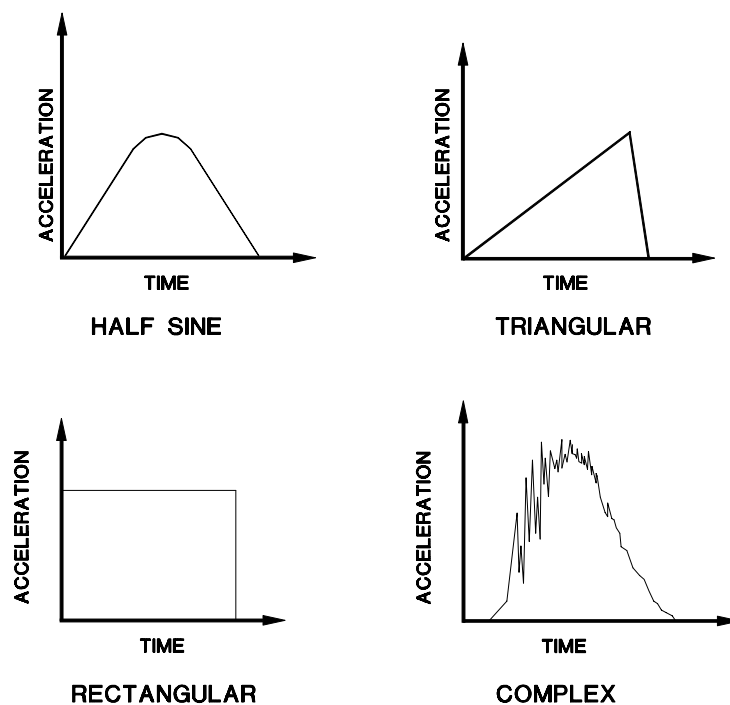 ACCELERATION
TIME
HALF SINE
ACCELERATION
TIME
TRIANGULAR
ACCELERATION
TIME
RECTANGULAR
ACCELERATION
TIME
COMPLEX